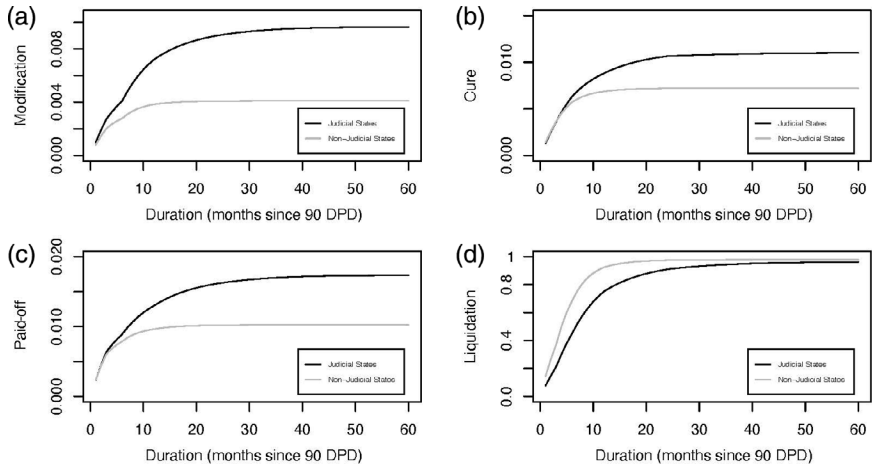 (a)
Modification
0.000
0.004
0.008
Judicial States
Non-Judicial States
0 10 20 30 40 50 60
Duration (months since 90 DPD)
(b)
Cure
0.000
0.010
Judicial States
Non-Judicial States
0 10 20 30 40 50 60
Duration (months since 90 DPD)
(c)
Paid-off
0.000
0.010
0.020
Judicial States
Non-Judicial States
0 10 20 30 40 50 60
Duration (months since 90 DPD)
(d)
Liquidation
0.0
0.4
0.8
1
Judicial States
Non-Judicial States
0 10 20 30 40 50 60
Duration (months since 90 DPD)